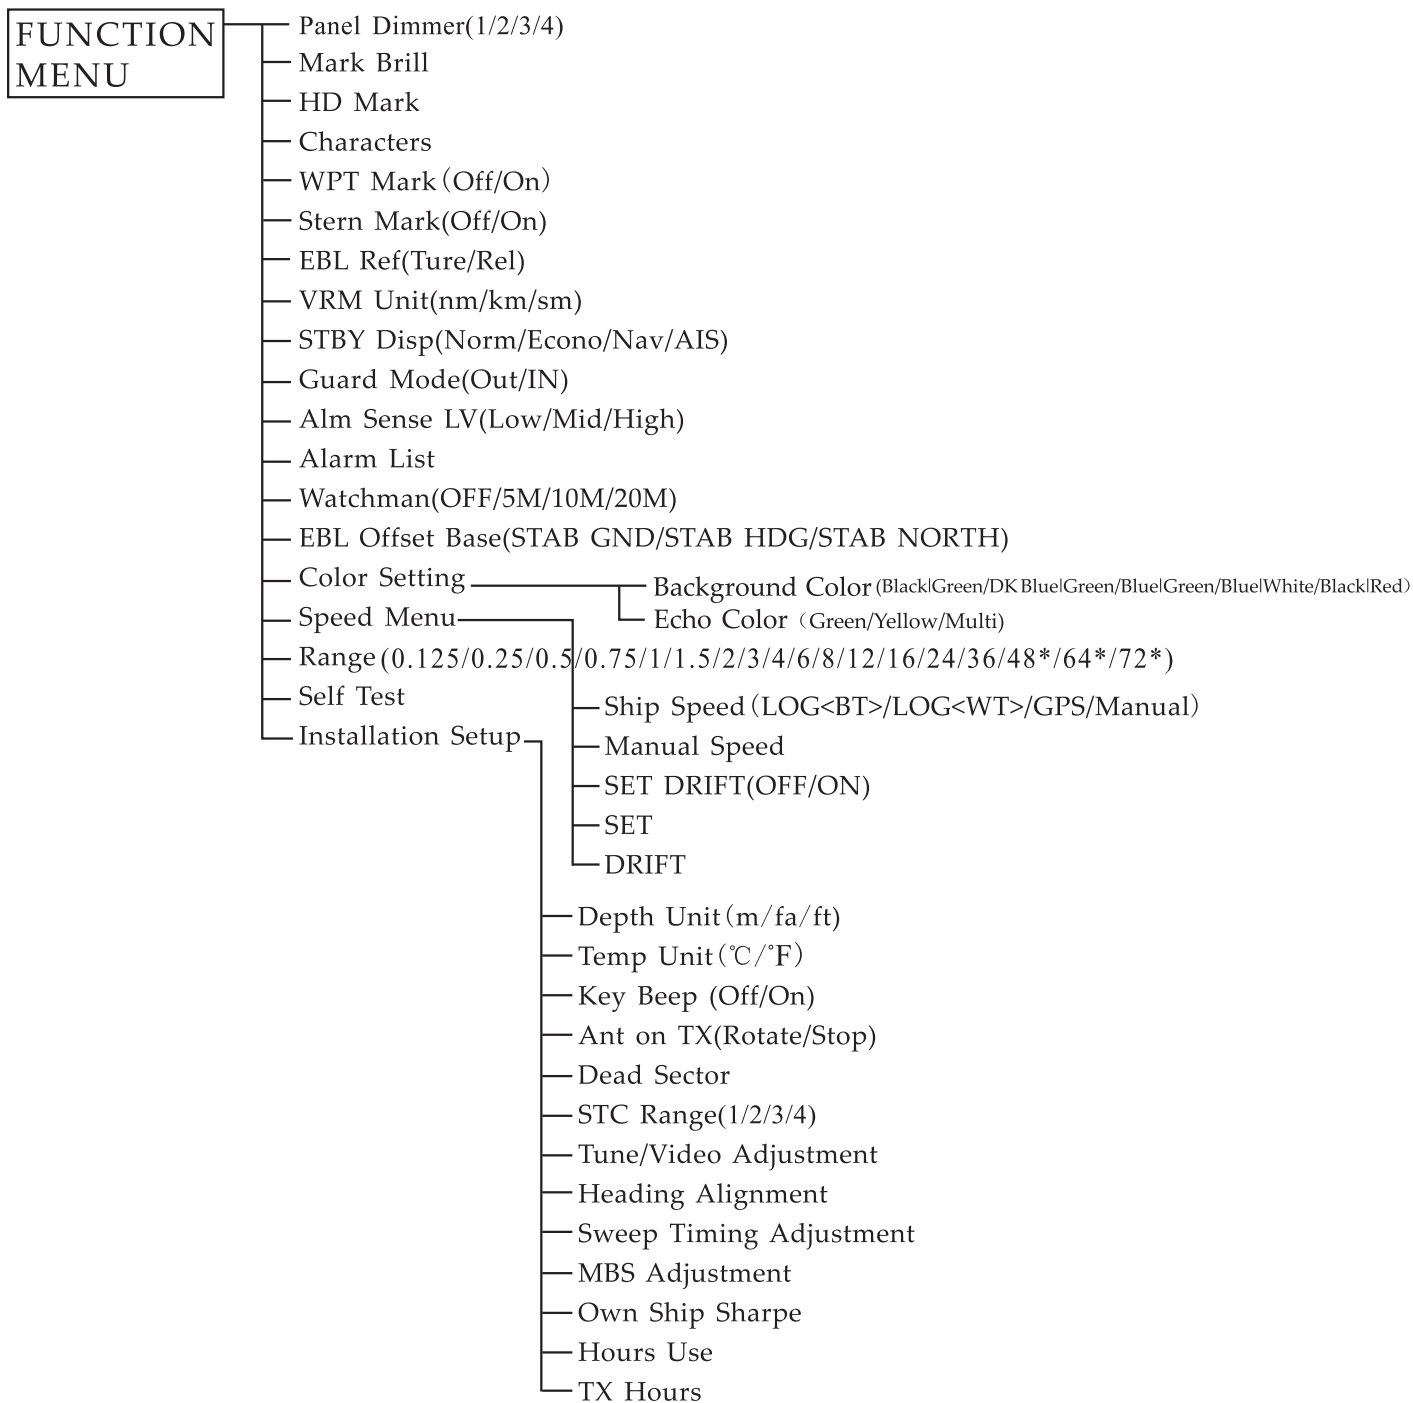 FUNCTION
MENU
Panel Dimmer(1/2/3/4)
Mark Brill
HD Mark
Characters
WPT Mark(Off/On)
Stern Mark(Off/On)
EBL Ref(Ture/Rel)
VRM Unit(nm/km/sm)
STBY Disp(Norm/Econo/Nav/AIS)
Guard Mode(Out/IN)
Alm Sense LV(Low/Mid/High)
Alarm List
Watchman(OFF/5M/10M/20M)
EBL Offset Base(STAB GND/STAB HDG/STAB NORTH)
Color Setting
Background Color (Black|Green/DK Blue|Green/Blue|Green/Blue|White/Black|Red)
Echo Color (Green/Yellow/Multi)
Speed Menu
Range (0.125/0.25/0.5/0.75/1/1.5/2/3/4/6/8/12/16/24/36/48*/64*/72*)
Self Test
Installation Setup
Ship Speed (LOG<BT>/LOG<WT>/GPS/Manual)
Manual Speed
SET DRIFT(OFF/ON)
SET
DRIFT
Depth Unit(m/fa/ft)
Temp Unit(℃/°F)
Key Beep (Off/On)
Ant on TX(Rotate/Stop)
Dead Sector
STC Range(1/2/3/4)
Tune/Video Adjustment
Heading Alignment
Sweep Timing Adjustment
MBS Adjustment
Own Ship Sharpe
Hours Use
TX Hours